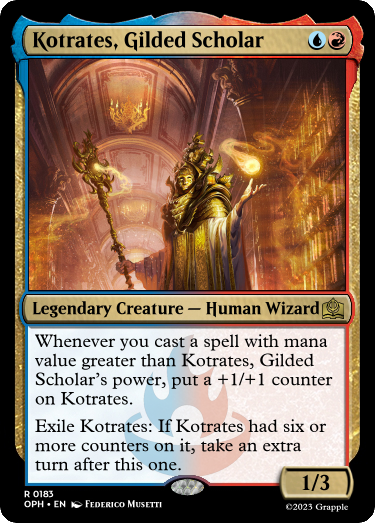 Kotrates, Gilded Scholar
Legendary Creature — Human Wizard
Whenever you cast a spell with mana
value greater than Kotrates, Gilded
Scholar's power, put a +1/+1 counter
on Kotrates.
Exile Kotrates: If Kotrates had six or
more counters on it, take an extra
turn after this one.
1/3
R 0183
OPH • EN Federico Musetti
©2023 Grapple